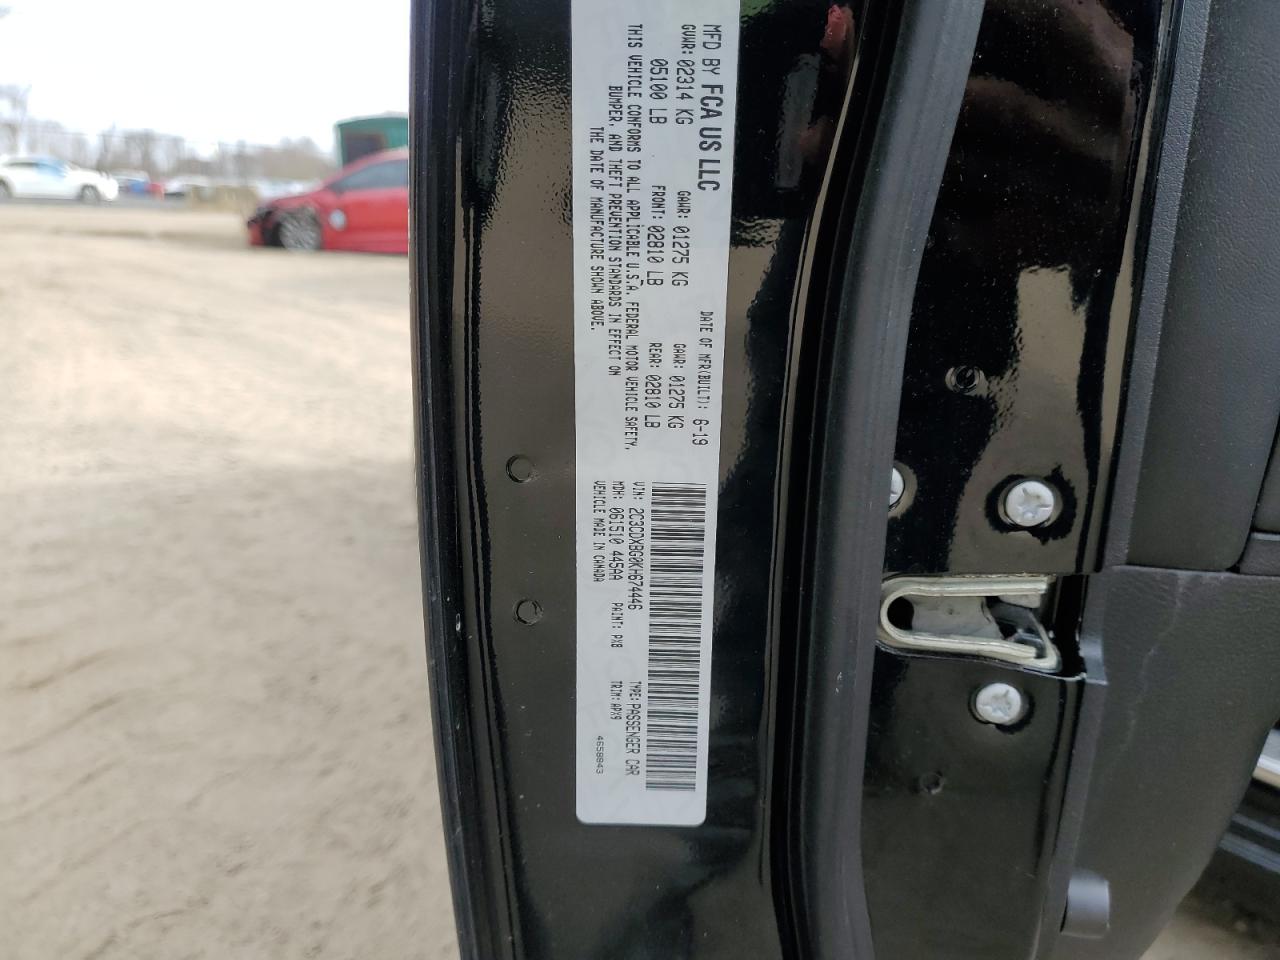 MFD BY FCA US LLC
DATE OF MFR(BUILT): 6-19
GVWR: 02314 KG GAWR: 01275 KG GAWR: 01275 KG
05100 LB FRONT: 02810 LB REAR: 02810 LB
THIS VEHICLE CONFORMS TO ALL APPLICABLE U.S.A. FEDERAL MOTOR VEHICLE SAFETY,
BUMPER, AND THEFT PREVENTION STANDARDS IN EFFECT ON
THE DATE OF MANUFACTURE SHOWN ABOVE.
VIN: 2C3CDXBG0KH674446 TYPE: PASSENGER CAR
MDH: 061510 445AA PAINT: PX8 TRIM: APX9
VEHICLE MADE IN CANADA 4658843